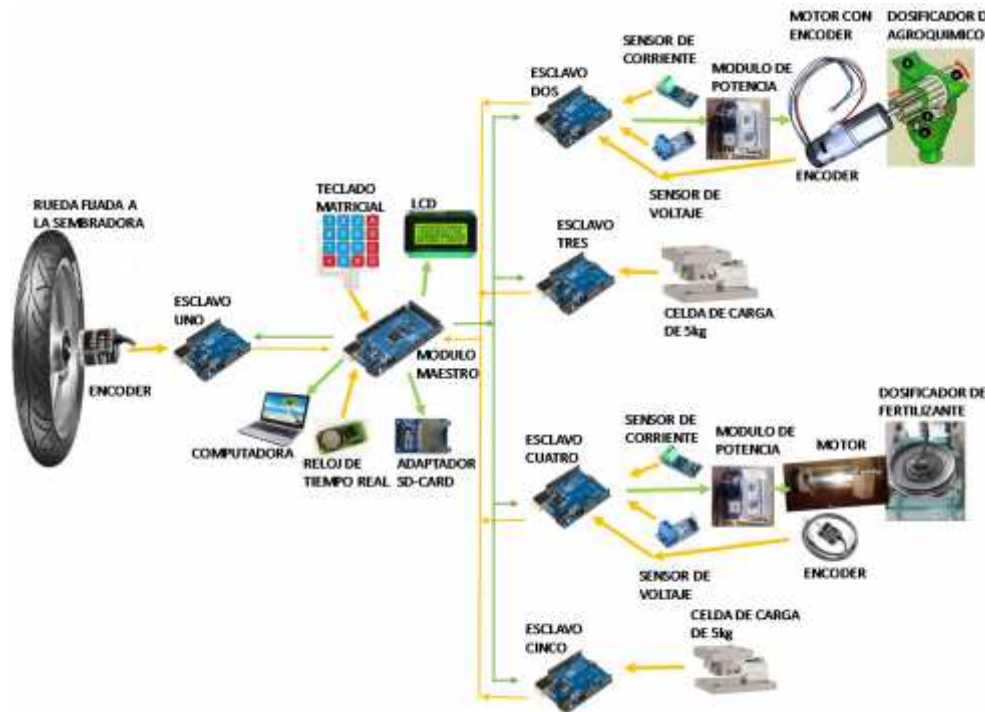 RUEDA FIJADA A
LA SEMBRADORA
ENCODER
ESCLAVO
UNO
TECLADO
MATRICIAL
LCD
MODULO
MAESTRO
COMPUTADORA
RELOJ DE
TIEMPO REAL
ADAPTADOR
SD-CARD
ESCLAVO
DOS
SENSOR DE
CORRIENTE
MODULO DE
POTENCIA
MOTOR CON
ENCODER
DOSIFICADOR D
AGROQUIMICO
ENCODER
SENSOR DE
VOLTAJE
ESCLAVO
TRES
CELDA DE CARGA
DE 5kg
ESCLAVO
CUATRO
SENSOR DE
CORRIENTE
MODULO DE
POTENCIA
MOTOR
DOSIFICADOR DE
FERTILIZANTE
ENCODER
SENSOR DE
VOLTAJE
ESCLAVO
CINCO
CELDA DE CARGA
DE 5kg